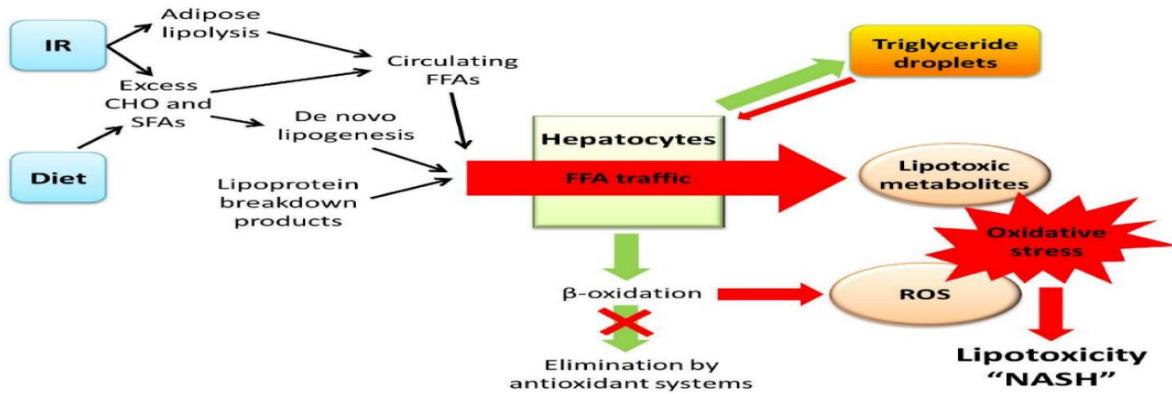 IR
Adipose
lipolysis
Excess
CHO and
SFAs
Diet
Circulating
FFAs
De novo
lipogenesis
Lipoprotein
breakdown
products
Triglyceride
droplets
Hepatocytes
FFA traffic
Lipotoxic
metabolites
Oxidative
stress
β-oxidation
ROS
Elimination by
antioxidant systems
Lipotoxicity
“NASH”